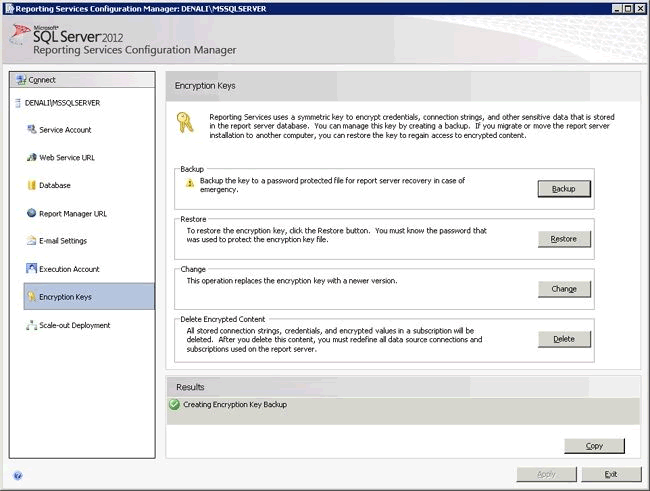 Reporting Services Configuration Manager: DENALI\MSSQLSERVER
Microsoft
SQL Server 2012
Reporting Services Configuration Manager
Connect
DENALI\MSSQLSERVER
Service Account
Web Service URL
Database
Report Manager URL
E-mail Settings
Execution Account
Encryption Keys
Scale-out Deployment
Encryption Keys
Reporting Services uses a symmetric key to encrypt credentials, connection strings, and other sensitive data that is stored
in the report server database. You can manage this key by creating a backup. If you migrate or move the report server
installation to another computer, you can restore the key to regain access to encrypted content.
Backup
Backup the key to a password protected file for report server recovery in case of
emergency.
Backup
Restore
To restore the encryption key, click the Restore button. You must know the password that
was used to protect the encryption key file.
Restore
Change
This operation replaces the encryption key with a newer version.
Change
Delete Encrypted Content
All stored connection strings, credentials, and encrypted values in a subscription will be
deleted. After you delete this content, you must redefine all data source connections and
subscriptions used on the report server.
Delete
Results
Creating Encryption Key Backup
Copy
Apply
Exit